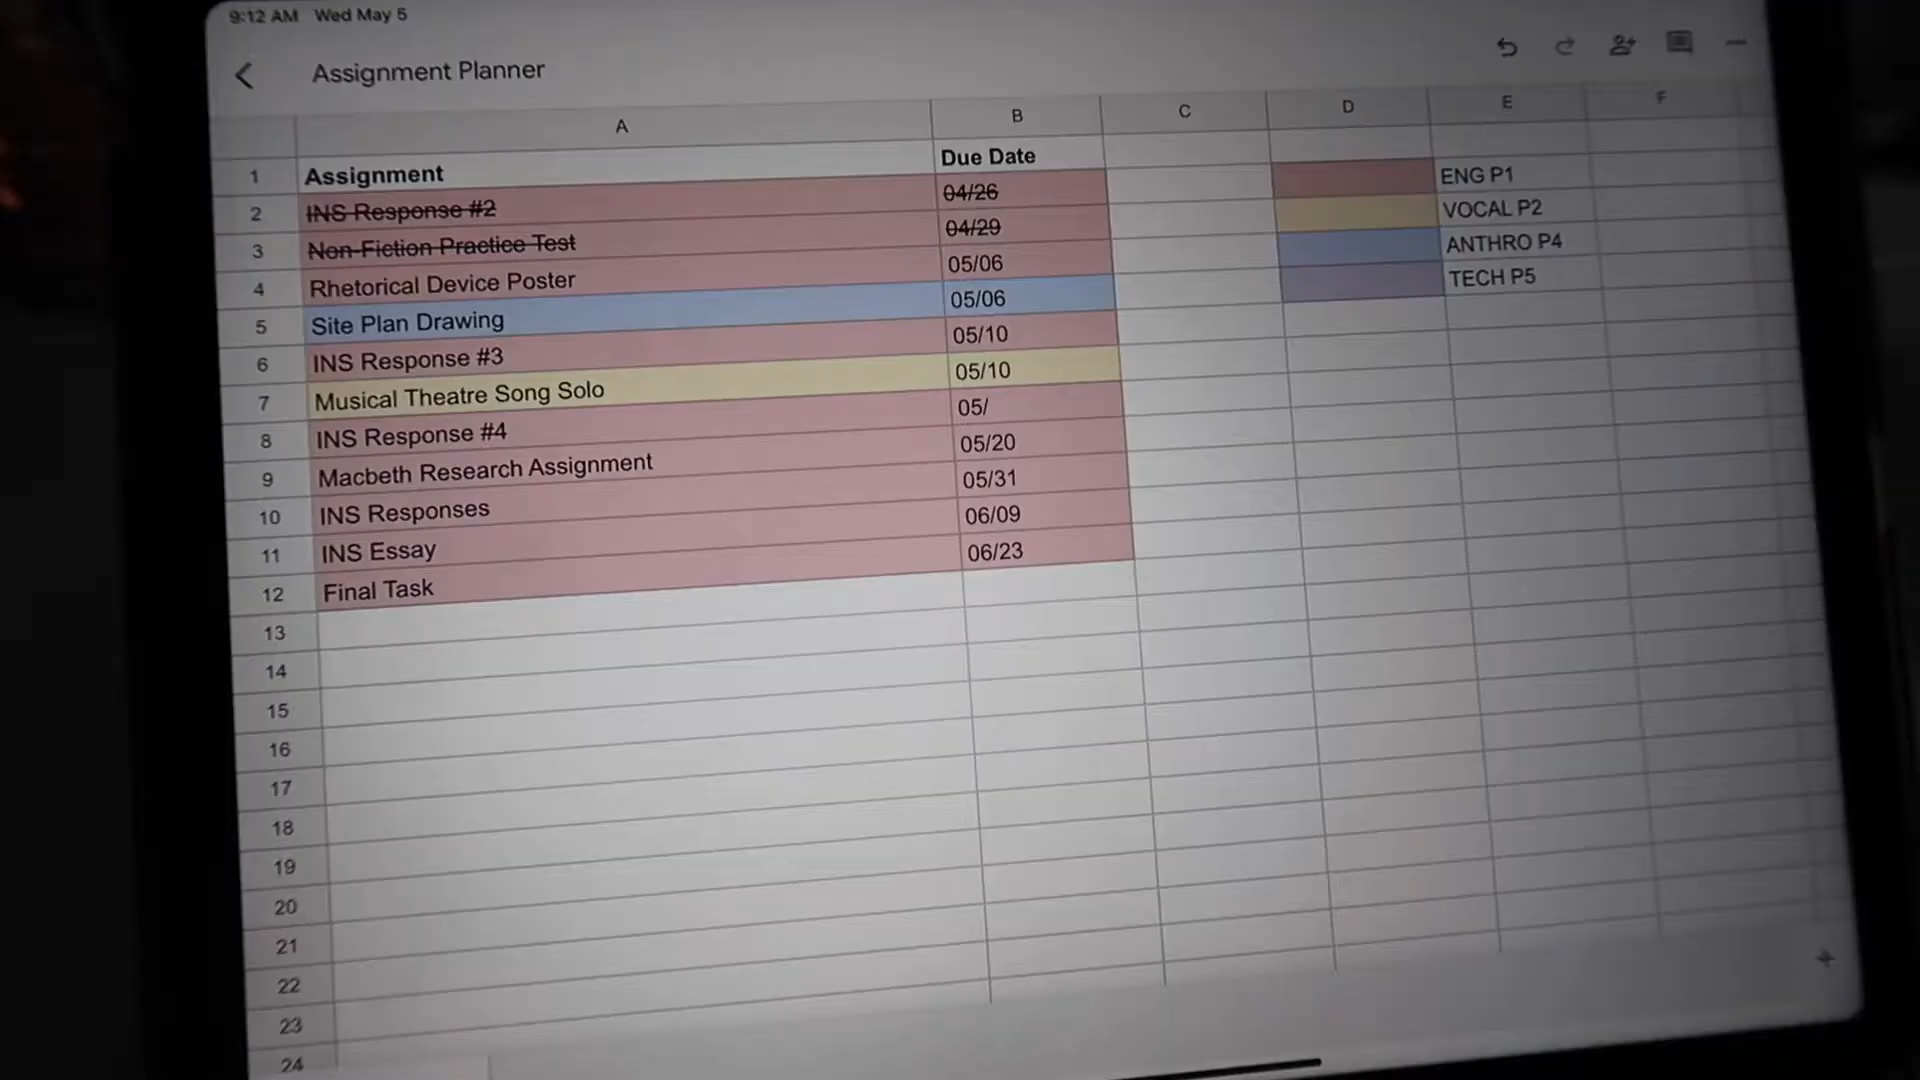 9:12 AM Wed May 5
Assignment Planner
A B C D E F
1 Assignment Due Date
2 INS Response #2 04/26 ENG P1
3 Non-Fiction Practice Test 04/29 VOCAL P2
4 Rhetorical Device Poster 05/06 ANTHRO P4
5 Site Plan Drawing 05/06 TECH P5
6 INS Response #3 05/10
7 Musical Theatre Song Solo 05/10
8 INS Response #4 05/
9 Macbeth Research Assignment 05/20
10 INS Responses 05/31
11 INS Essay 06/09
12 Final Task 06/23
13
14
15
16
17
18
19
20
21
22
23
24